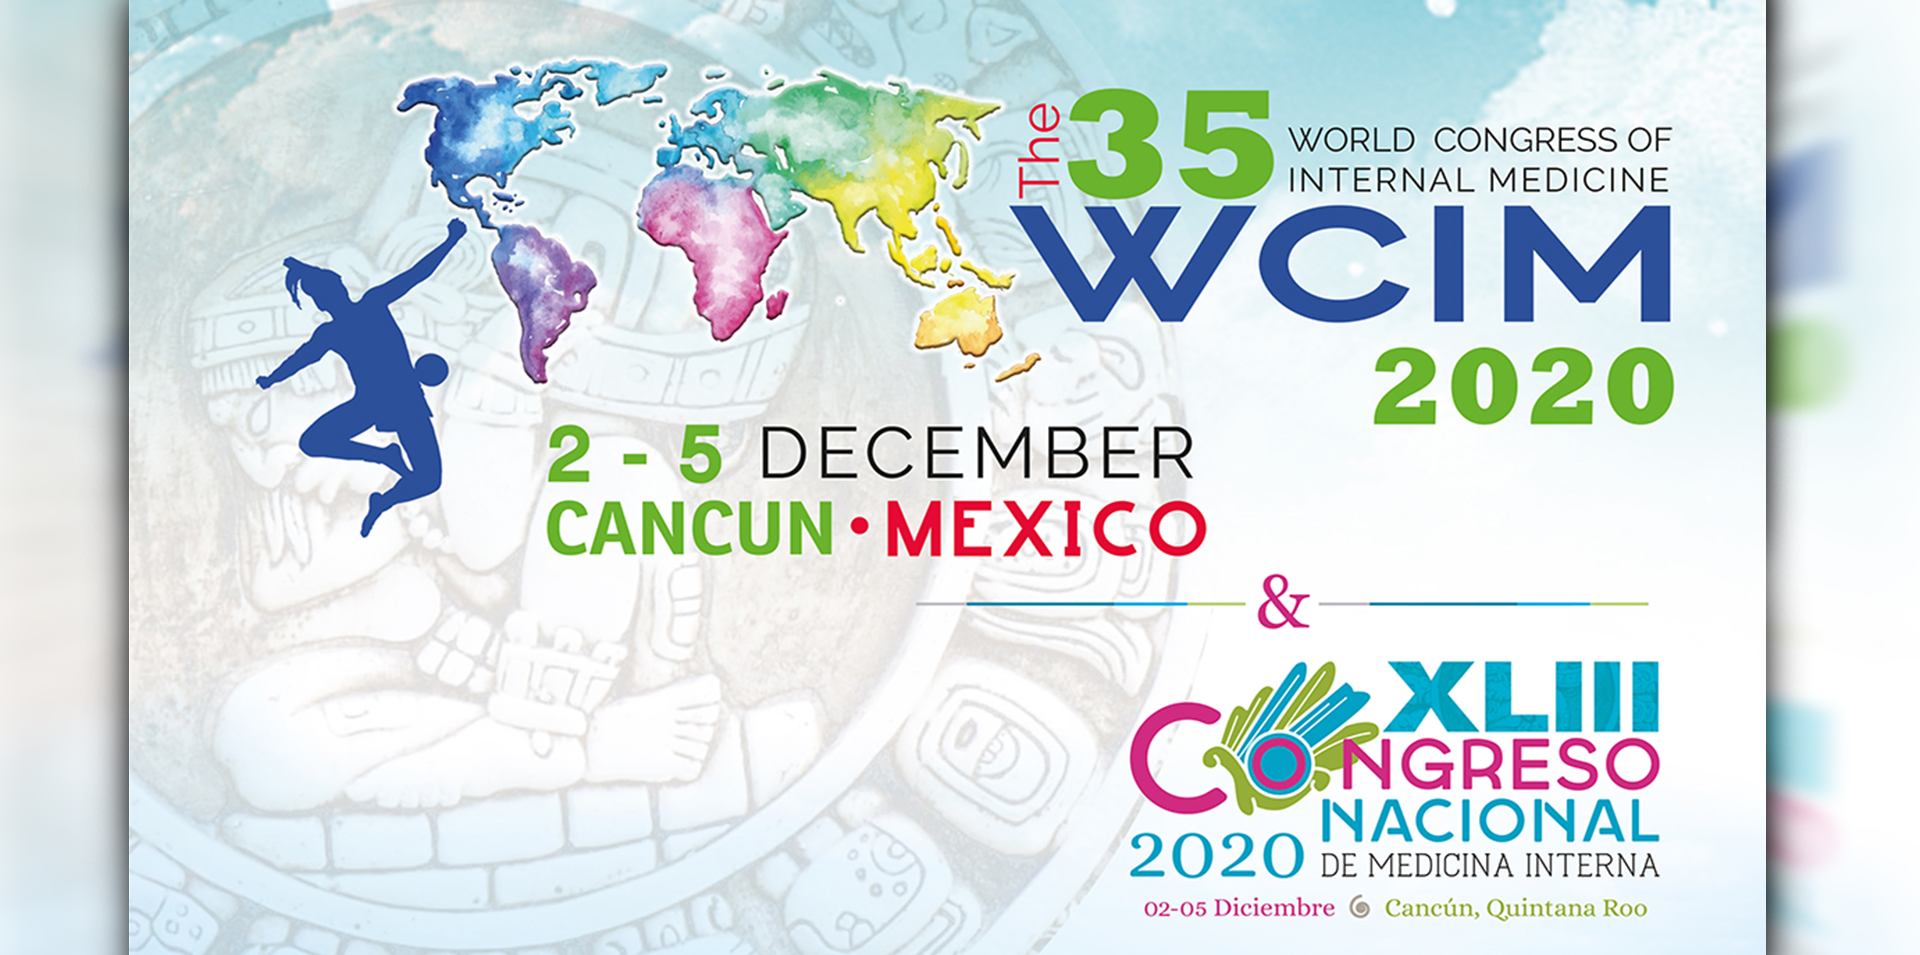 The 35 WORLD CONGRESS OF
INTERNAL MEDICINE
WCIM
2020
2 - 5 DECEMBER
CANCUN • MEXICO
&
XLIII
CONGRESO
NACIONAL
2020 DE MEDICINA INTERNA
02-05 Diciembre Cancún, Quintana Roo